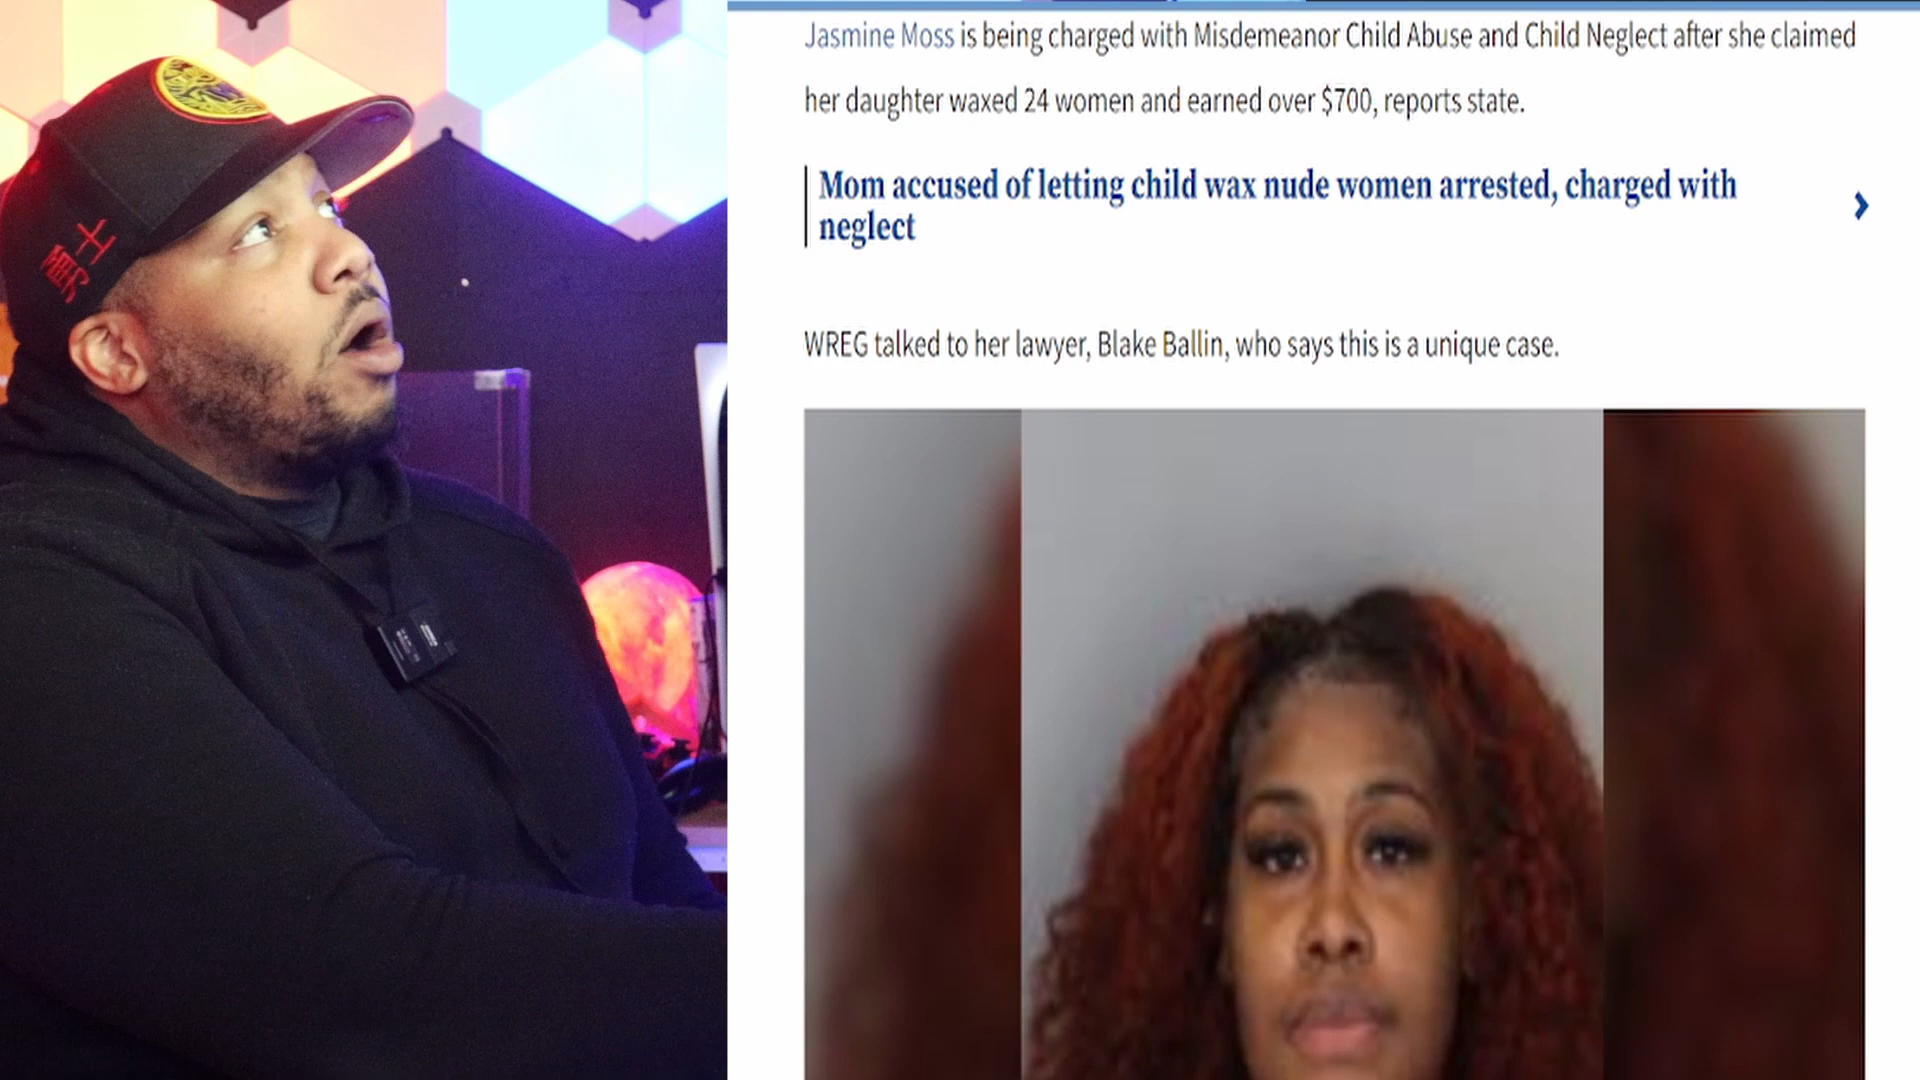 勇士
Jasmine Moss is being charged with Misdemeanor Child Abuse and Child Neglect after she claimed
her daughter waxed 24 women and earned over $700, reports state.
Mom accused of letting child wax nude women arrested, charged with
neglect
WREG talked to her lawyer, Blake Ballin, who says this is a unique case.